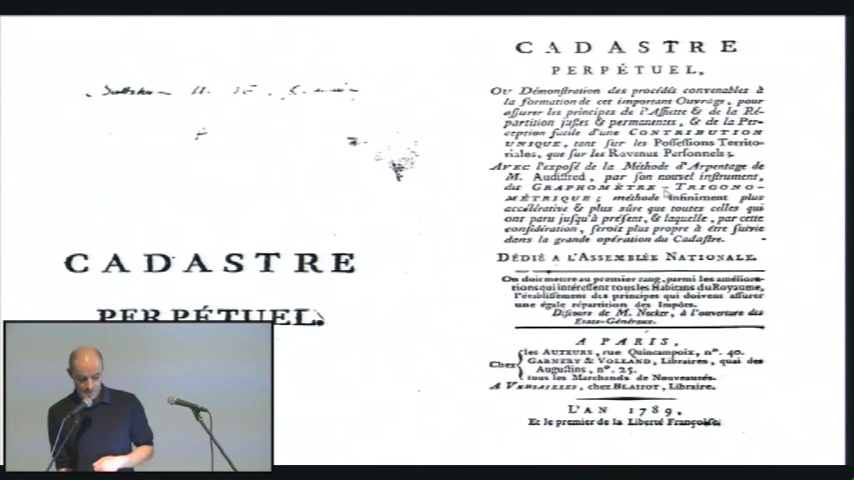 CADASTRE
PERPÉTUEL.
CADASTRE
PERPÉTUEL,
OU Démonstration des procédés convenables à
la formation de cet important Ouvrage, pour
assurer les principes de l'Assiette & de la Ré-
partition justes & permanentes, & de la Per-
ception facile d'une CONTRIBUTION
UNIQUE, tant sur les Possessions Territo-
riales, que sur les Revenus Personnels;
AVEC l'exposé de la Méthode d'Arpentage de
M. Audiffred, par son nouvel instrument,
dit GRAPHOMÈTRE-TRIGONO-
MÉTRIQUE; méthode infiniment plus
accélérative & plus sûre que toutes celles qui
ont paru jusqu'à présent, & laquelle, par cette
considération, seroit plus propre à être suivie
dans la grande opération du Cadastre.
DÉDIÉ A L'ASSEMBLÉE NATIONALE.
On doit mettre au premier rang, parmi les améliora-
tions qui intéressent tous les Habitans du Royaume,
l'établissement des principes qui doivent assurer
une égale répartition des Impôts.
Discours de M. Necker, à l'ouverture des
Etats-Généraux.
A PARIS,
Chez les AUTEURS, rue Quincampoix, n°. 40.
GARNERY & VOLLAND, Libraires, quai des
Augustins, n°. 25.
tous les Marchands de Nouveautés.
A VERSAILLES, chez BLAIZOT, Libraire.
L'AN 1789,
Et le premier de la Liberté Françoise.